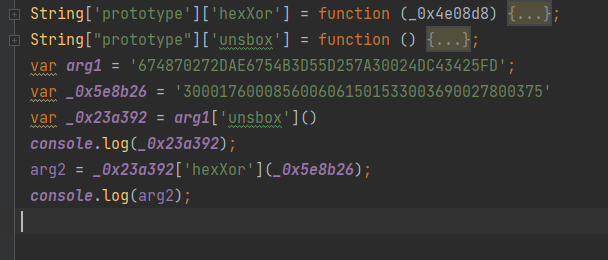 String['prototype']['hexXor'] = function (_0x4e08d8) {...};
String["prototype"]['unsbox'] = function () {...};
var arg1 = '674870272DAE6754B3D55D257A30024DC43425FD';
var _0x5e8b26 = '3000176000856006061501533003690027800375'
var _0x23a392 = arg1['unsbox']()
console.log(_0x23a392);
arg2 = _0x23a392['hexXor'](_0x5e8b26);
console.log(arg2);